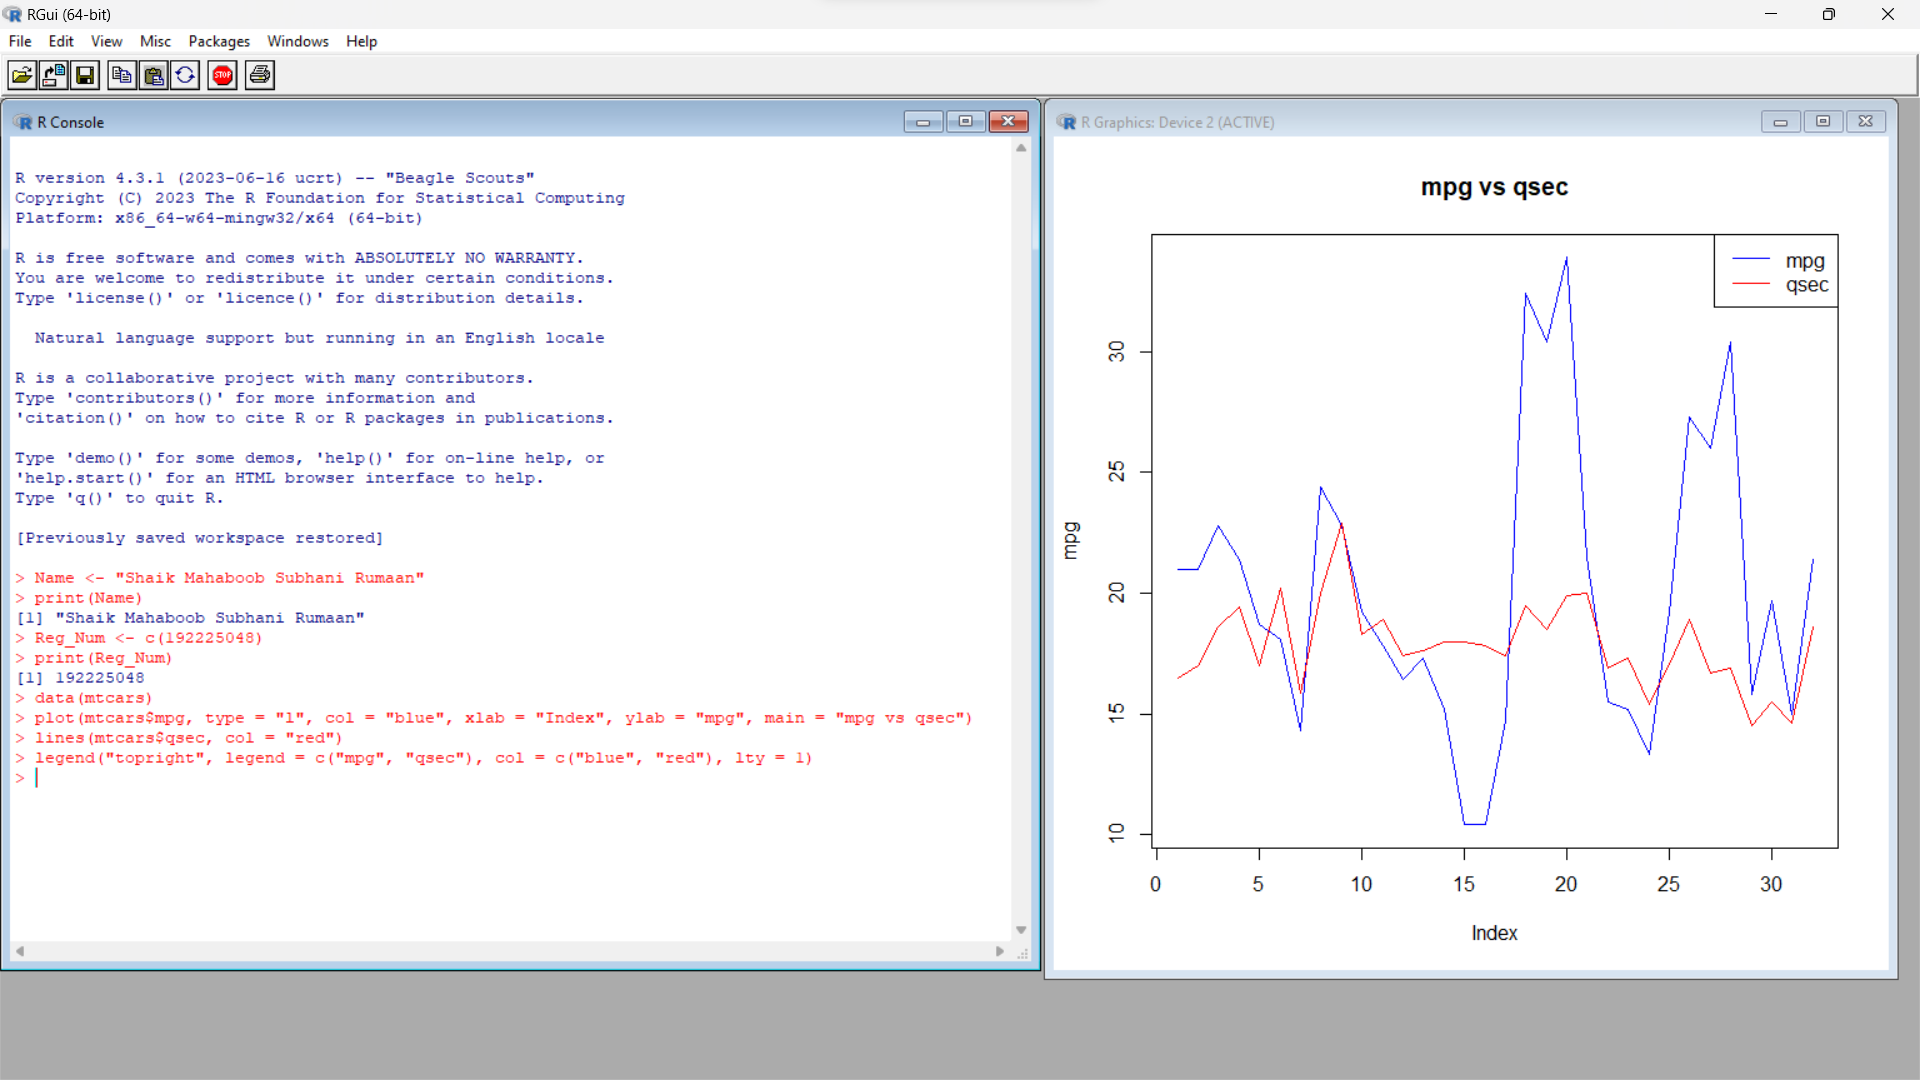 RGui (64-bit)
File Edit View Misc Packages Windows Help
STOP
R Console
R version 4.3.1 (2023-06-16 ucrt) -- "Beagle Scouts"
Copyright (C) 2023 The R Foundation for Statistical Computing
Platform: x86_64-w64-mingw32/x64 (64-bit)
R is free software and comes with ABSOLUTELY NO WARRANTY.
You are welcome to redistribute it under certain conditions.
Type 'license()' or 'licence()' for distribution details.
Natural language support but running in an English locale
R is a collaborative project with many contributors.
Type 'contributors()' for more information and
'citation()' on how to cite R or R packages in publications.
Type 'demo()' for some demos, 'help()' for on-line help, or
'help.start()' for an HTML browser interface to help.
Type 'q()' to quit R.
[Previously saved workspace restored]
> Name <- "Shaik Mahaboob Subhani Rumaan"
> print(Name)
[1] "Shaik Mahaboob Subhani Rumaan"
> Reg_Num <- c(192225048)
> print(Reg_Num)
[1] 192225048
> data(mtcars)
> plot(mtcars$mpg, type = "l", col = "blue", xlab = "Index", ylab = "mpg", main = "mpg vs qsec")
> lines(mtcars$qsec, col = "red")
> legend("topright", legend = c("mpg", "qsec"), col = c("blue", "red"), lty = 1)
>
R Graphics: Device 2 (ACTIVE)
mpg vs qsec
mpg
qsec
30
25
20
15
10
mpg
0 5 10 15 20 25 30
Index